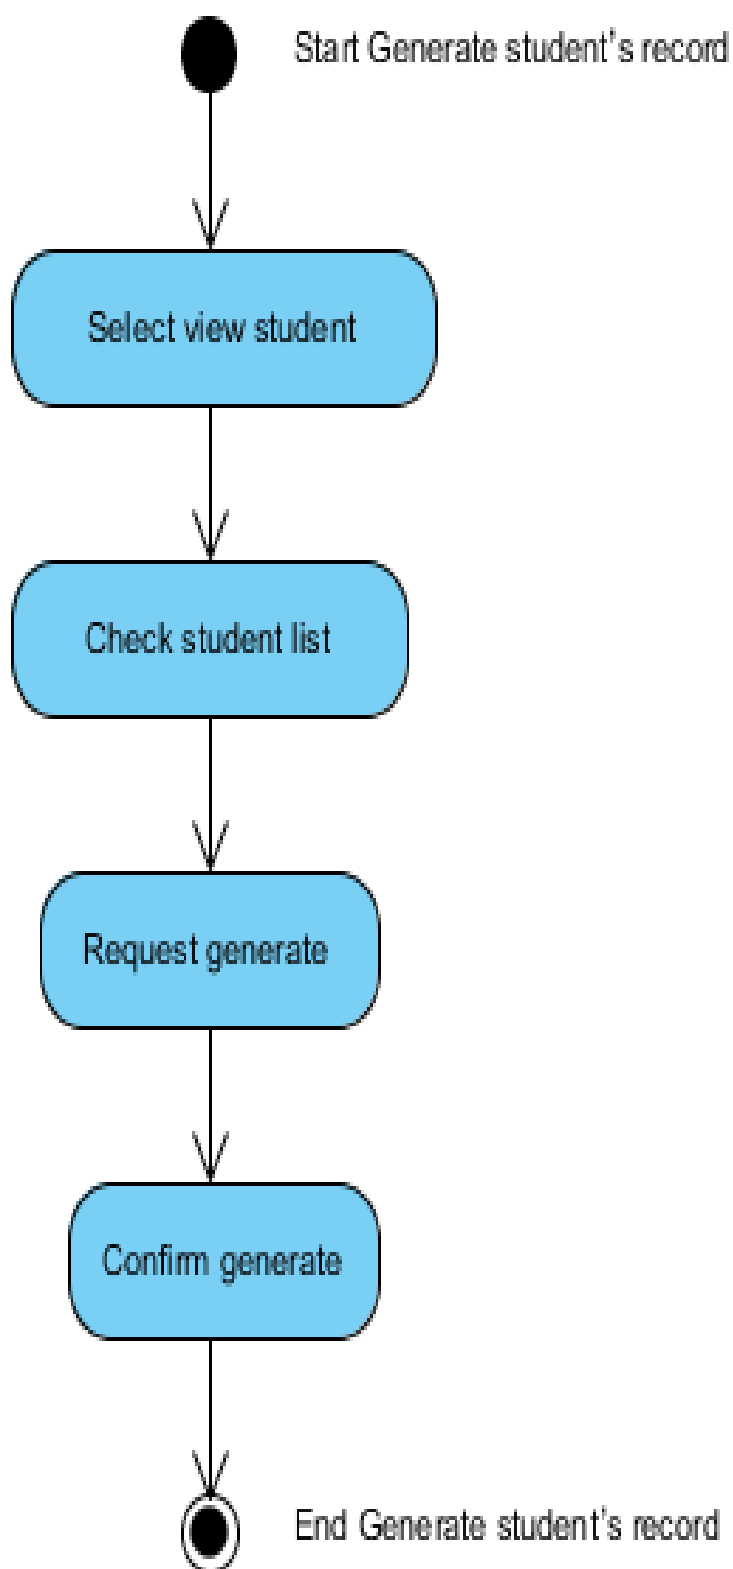 Start Generate student's record
Select view student
Check student list
Request generate
Confirm generate
End Generate student's record